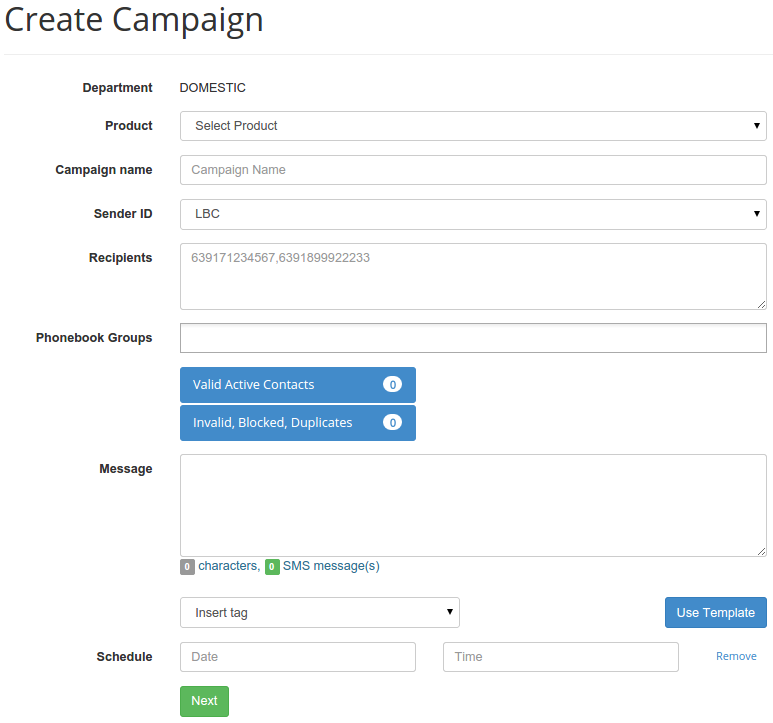 Create Campaign
Department DOMESTIC
Product Select Product
Campaign name Campaign Name
Sender ID LBC
Recipients 639171234567,6391899922233
Phonebook Groups
Valid Active Contacts 0
Invalid, Blocked, Duplicates 0
Message
0 characters, 0 SMS message(s)
Insert tag Use Template
Schedule Date Time Remove
Next